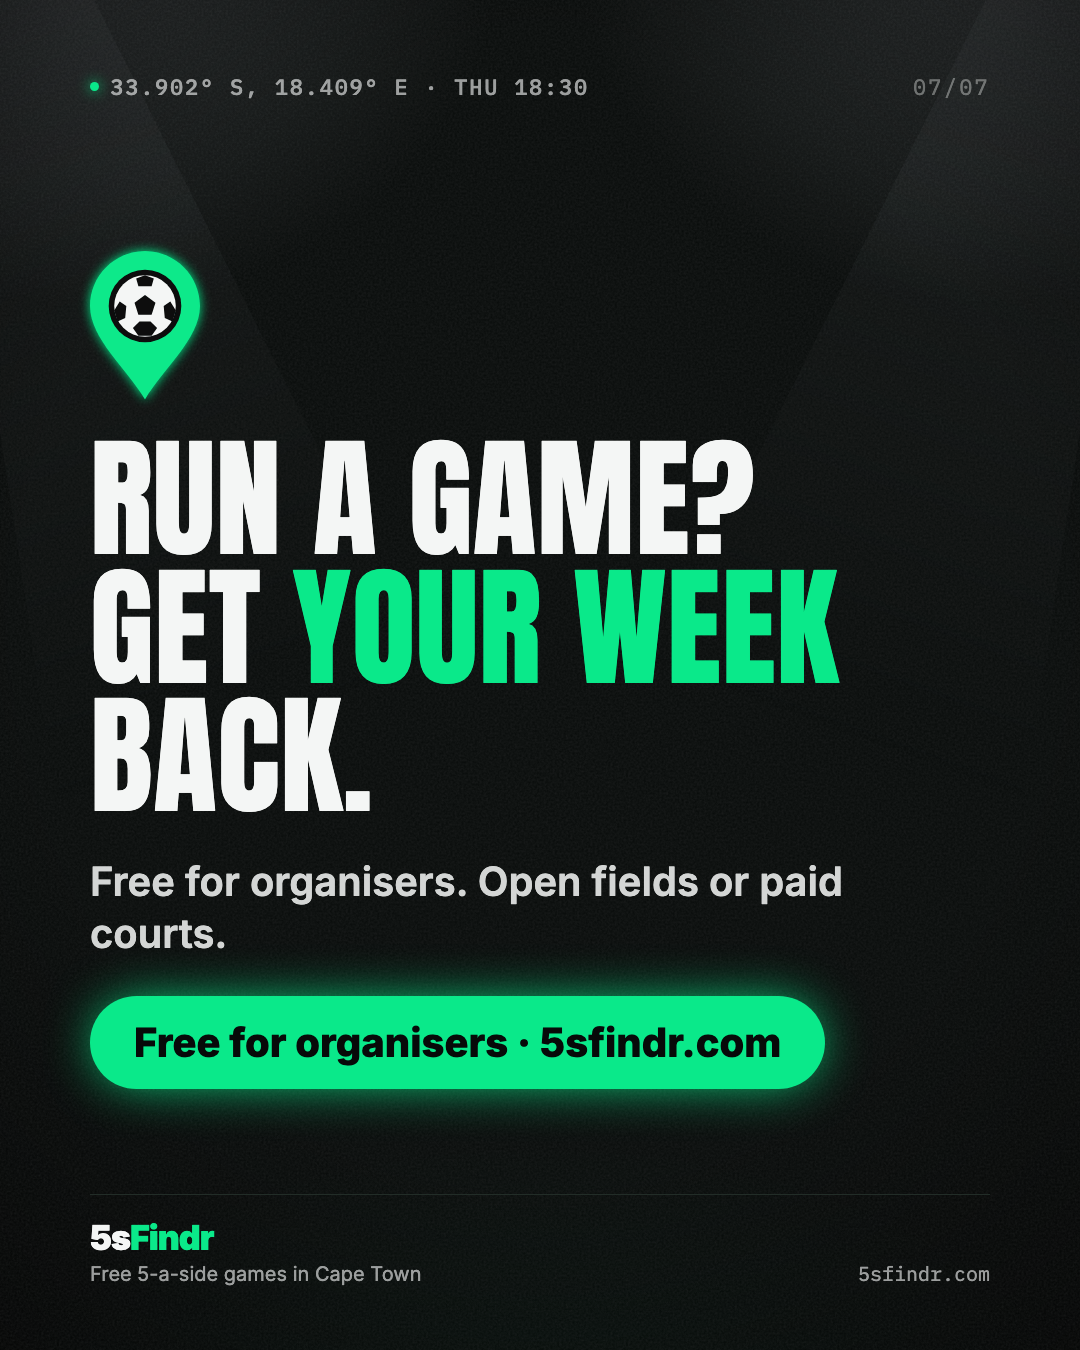 33.902° S, 18.409° E · THU 18:30
07/07
RUN A GAME?
GET YOUR WEEK
BACK.
Free for organisers. Open fields or paid
courts.
Free for organisers · 5sfindr.com
5sFindr
Free 5-a-side games in Cape Town
5sfindr.com